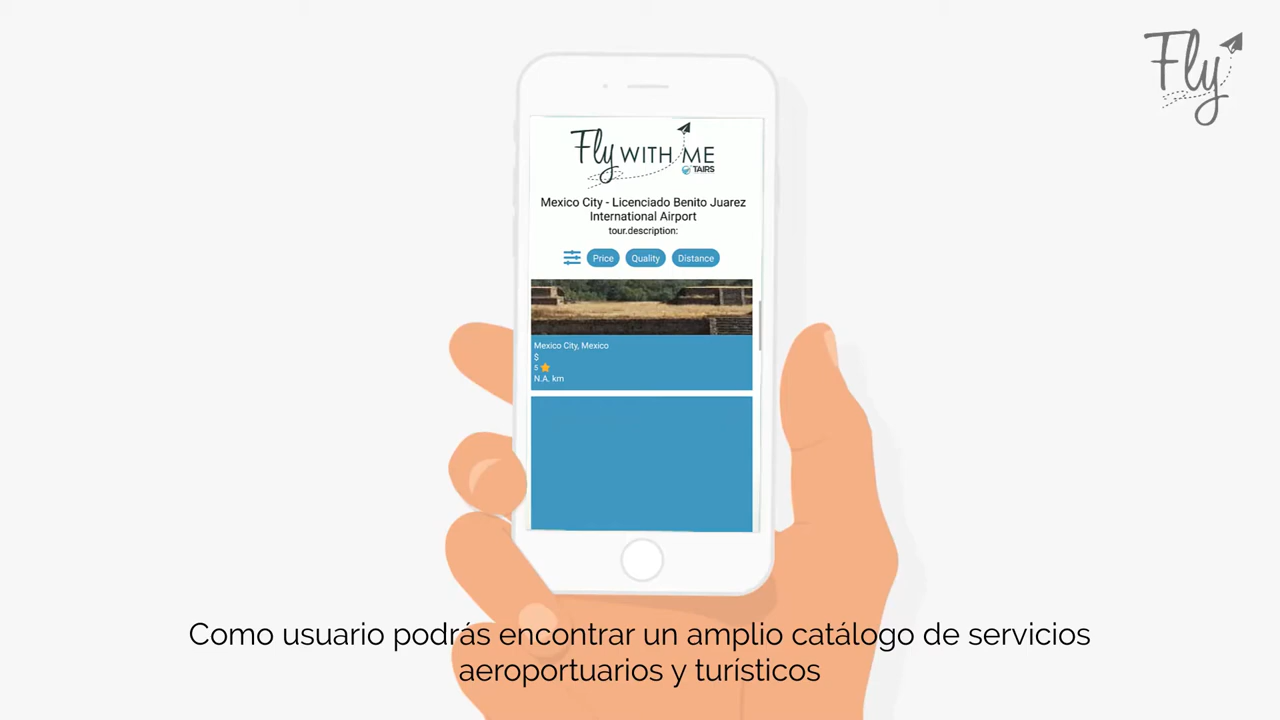 Fly
Fly WITH ME
TAIRS
Mexico City - Licenciado Benito Juarez
International Airport
tour.description:
Price Quality Distance
Mexico City, Mexico
$
5
N.A. km
Como usuario podrás encontrar un amplio catálogo de servicios
aeroportuarios y turísticos